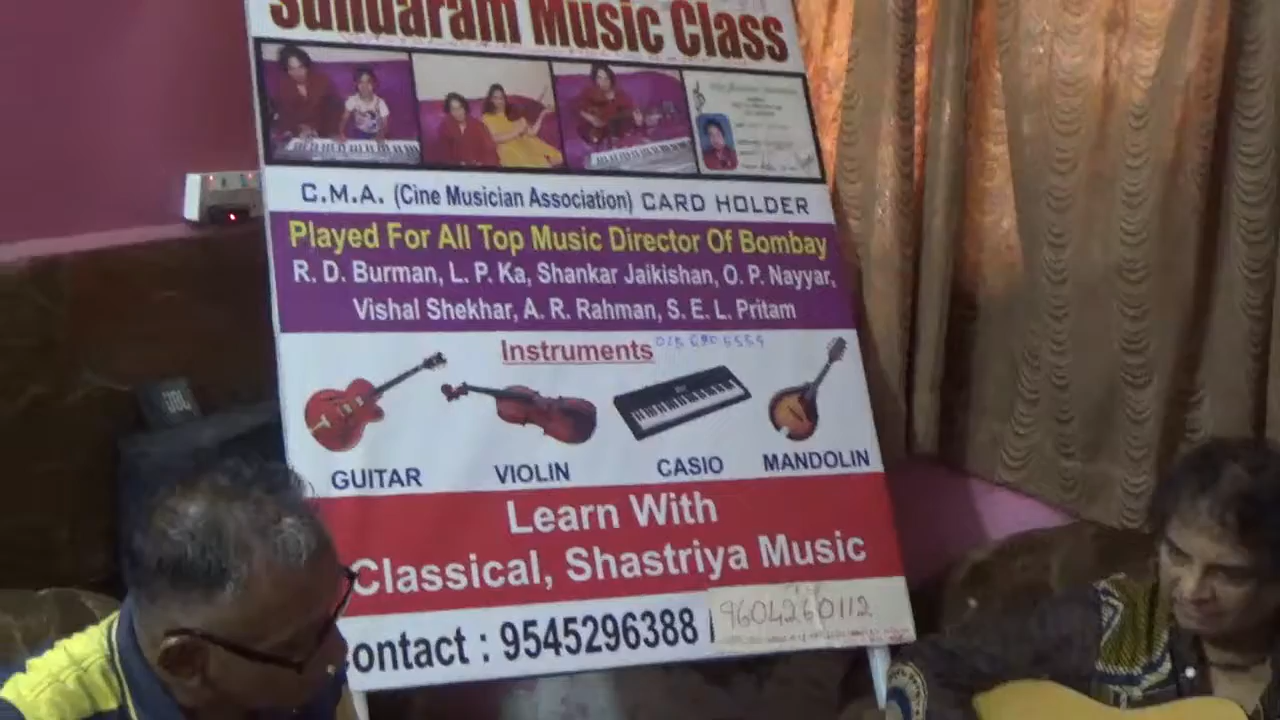 Sundaram Music Class
C.M.A. (Cine Musician Association) CARD HOLDER
Played For All Top Music Director Of Bombay
R. D. Burman, L. P. Ka, Shankar Jaikishan, O. P. Nayyar,
Vishal Shekhar, A. R. Rahman, S. E. L. Pritam
Instruments
GUITAR VIOLIN CASIO MANDOLIN
JBL
Learn With
Classical, Shastriya Music
ontact : 9545296388 | 9604260112